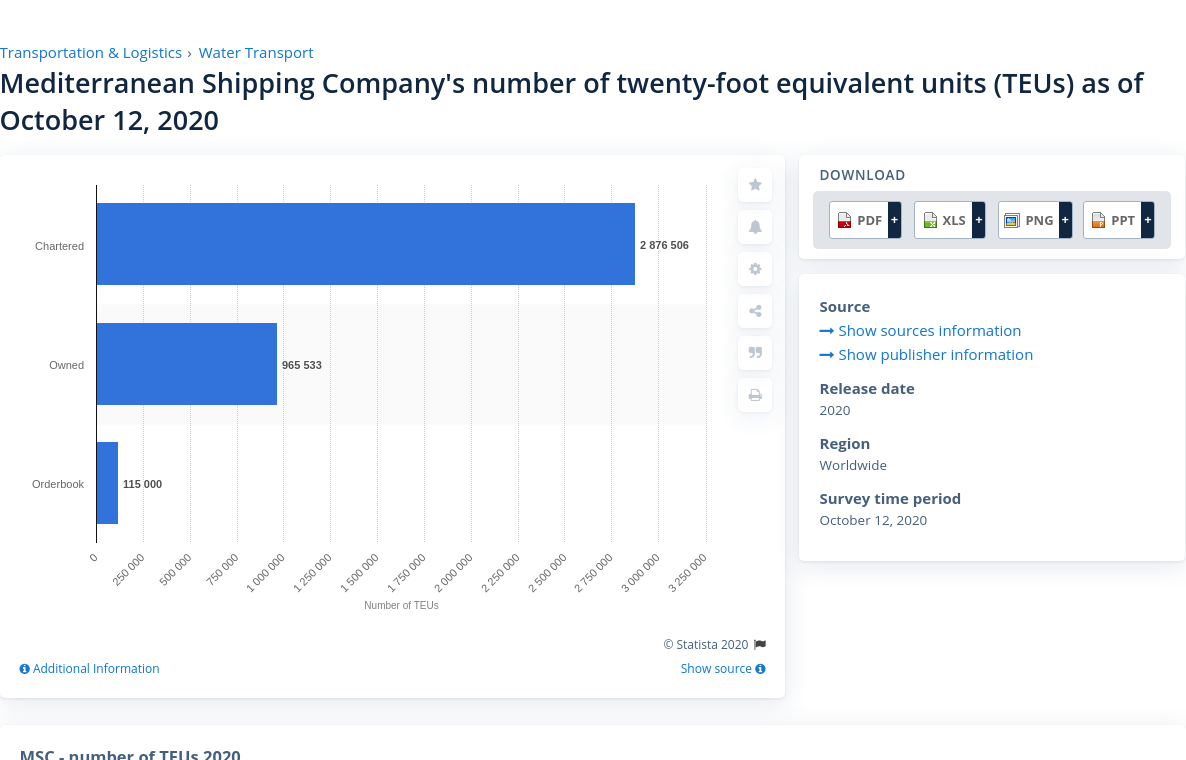 Transportation & Logistics › Water Transport
Mediterranean Shipping Company's number of twenty-foot equivalent units (TEUs) as of
October 12, 2020
Chartered
2 876 506
Owned
965 533
Orderbook
115 000
0
250 000
500 000
750 000
1 000 000
1 250 000
1 500 000
1 750 000
2 000 000
2 250 000
2 500 000
2 750 000
3 000 000
3 250 000
Number of TEUs
© Statista 2020
Additional Information
Show source
DOWNLOAD
PDF + XLS + PNG + PPT +
Source
Show sources information
Show publisher information
Release date
2020
Region
Worldwide
Survey time period
October 12, 2020
MSC - number of TEUs 2020